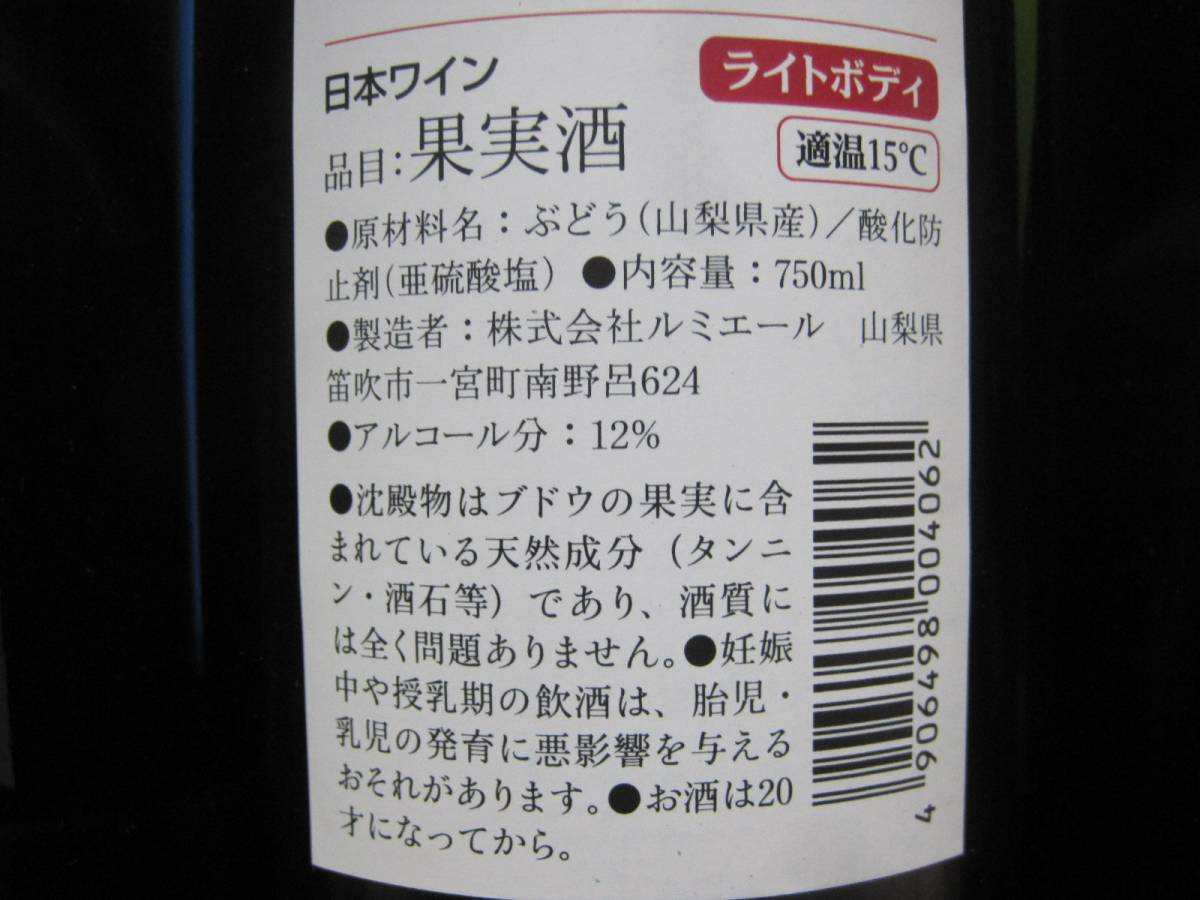 日本ワイン
ライトボディ
品目：果実酒
適温15℃
●原材料名：ぶどう(山梨県産)／酸化防
止剤(亜硫酸塩) ●内容量：750ml
●製造者：株式会社ルミエール 山梨県
笛吹市一宮町南野呂624
●アルコール分：12%
●沈殿物はブドウの果実に含
まれている天然成分（タンニ
ン・酒石等）であり、酒質に
は全く問題ありません。●妊娠
中や授乳期の飲酒は、胎児・
乳児の発育に悪影響を与える
おそれがあります。●お酒は20
才になってから。
4906498004062